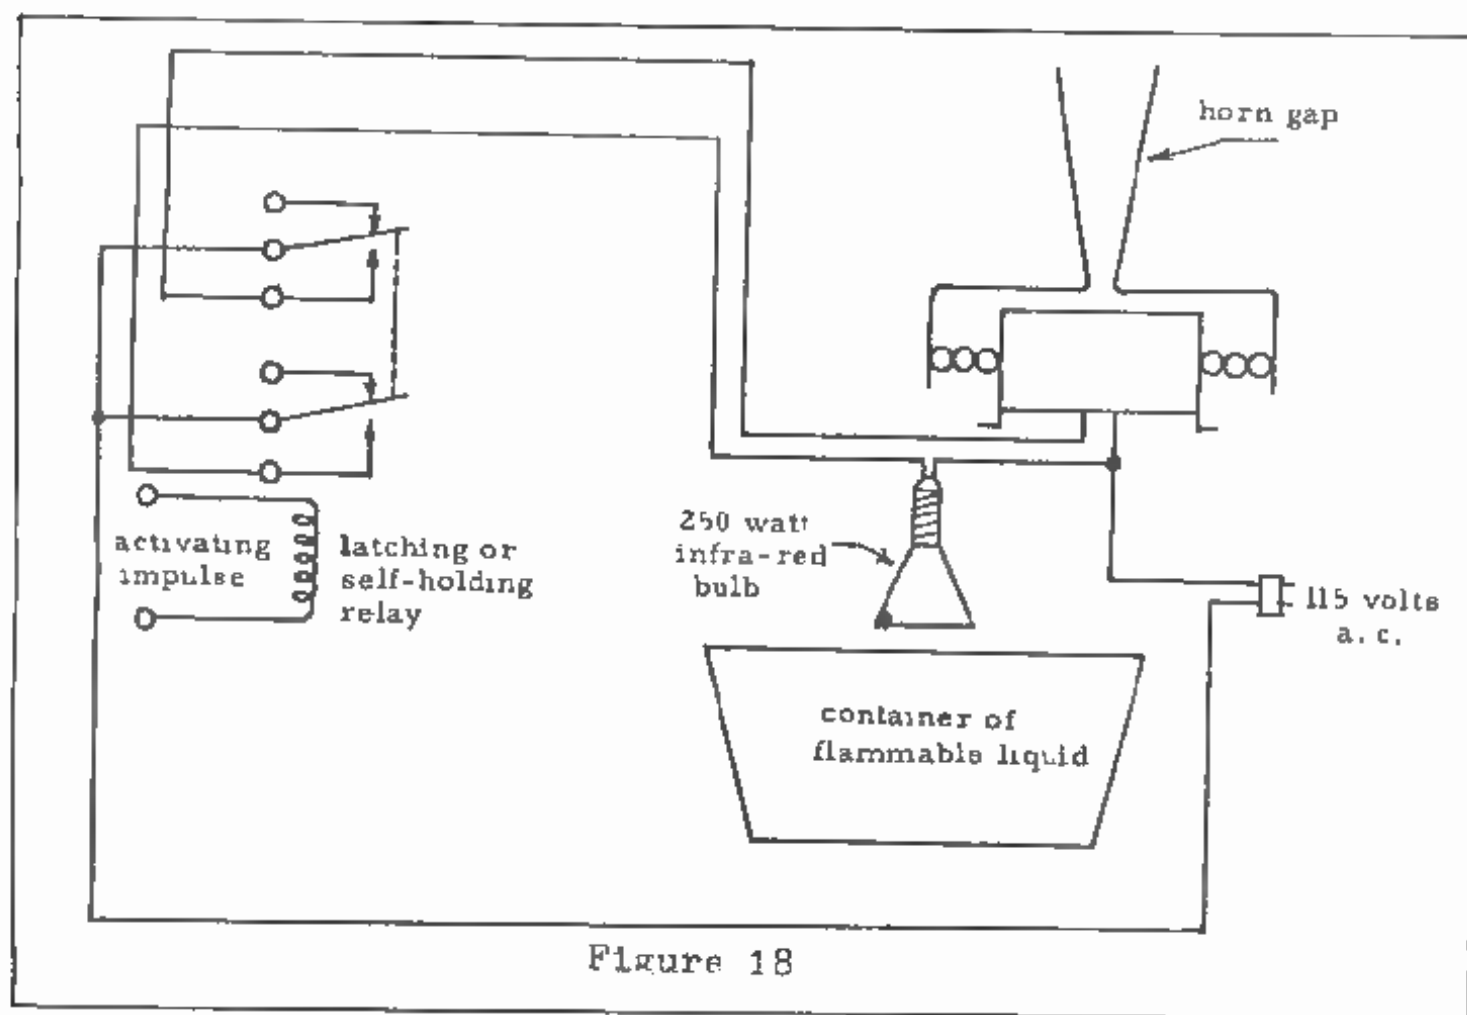 horn gap
activating
impulse
latching or
self-holding
relay
250 watt
infra-red
bulb
115 volts
a. c.
container of
flammable liquid
Figure 18